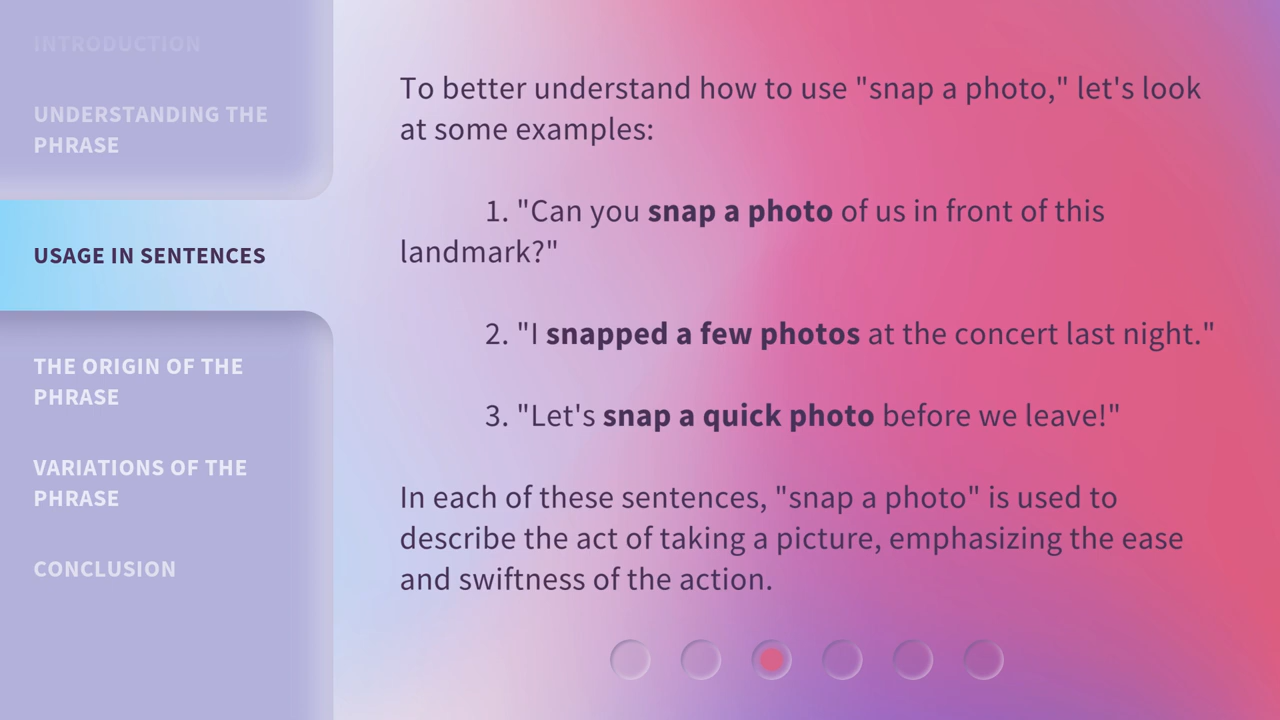 INTRODUCTION
UNDERSTANDING THE
PHRASE
USAGE IN SENTENCES
THE ORIGIN OF THE
PHRASE
VARIATIONS OF THE
PHRASE
CONCLUSION
To better understand how to use "snap a photo," let's look
at some examples:
1. "Can you snap a photo of us in front of this
landmark?"
2. "I snapped a few photos at the concert last night."
3. "Let's snap a quick photo before we leave!"
In each of these sentences, "snap a photo" is used to
describe the act of taking a picture, emphasizing the ease
and swiftness of the action.